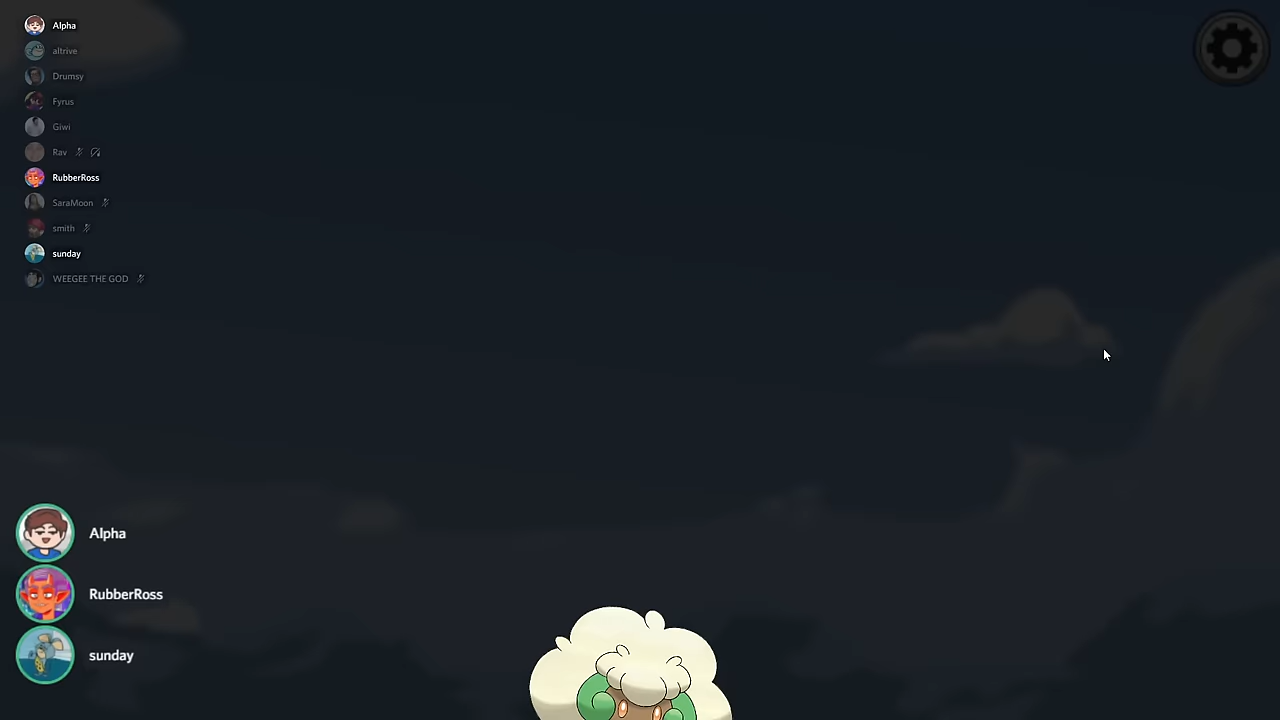 Alpha
altrive
Drumsy
Fyrus
Giwi
Rav
RubberRoss
SaraMoon
smith
sunday
WEEGEE THE GOD
Alpha
RubberRoss
sunday